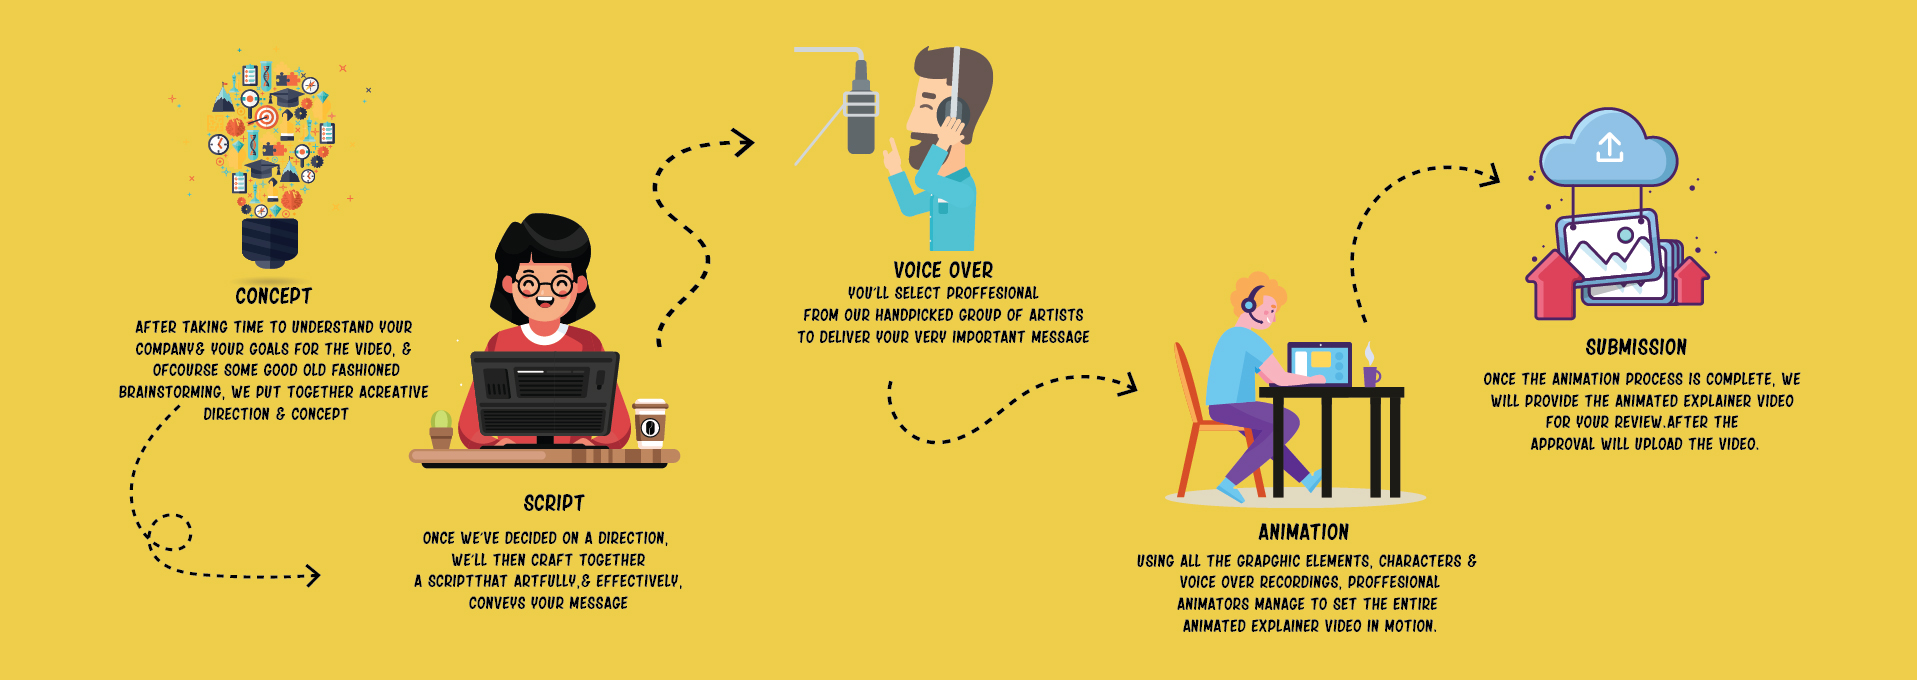 CONCEPT
AFTER TAKING TIME TO UNDERSTAND YOUR
COMPANY& YOUR GOALS FOR THE VIDEO, &
OFCOURSE SOME GOOD OLD FASHIONED
BRAINSTORMING, WE PUT TOGETHER ACREATIVE
DIRECTION & CONCEPT
SCRIPT
ONCE WE'VE DECIDED ON A DIRECTION,
WE'LL THEN CRAFT TOGETHER
A SCRIPTTHAT ARTFULLY,& EFFECTIVELY,
CONVEYS YOUR MESSAGE
VOICE OVER
YOU'LL SELECT PROFFESIONAL
FROM OUR HANDPICKED GROUP OF ARTISTS
TO DELIVER YOUR VERY IMPORTANT MESSAGE
ANIMATION
USING ALL THE GRAPGHIC ELEMENTS, CHARACTERS &
VOICE OVER RECORDINGS, PROFFESIONAL
ANIMATORS MANAGE TO SET THE ENTIRE
ANIMATED EXPLAINER VIDEO IN MOTION.
SUBMISSION
ONCE THE ANIMATION PROCESS IS COMPLETE, WE
WILL PROVIDE THE ANIMATED EXPLAINER VIDEO
FOR YOUR REVIEW.AFTER THE
APPROVAL WILL UPLOAD THE VIDEO.